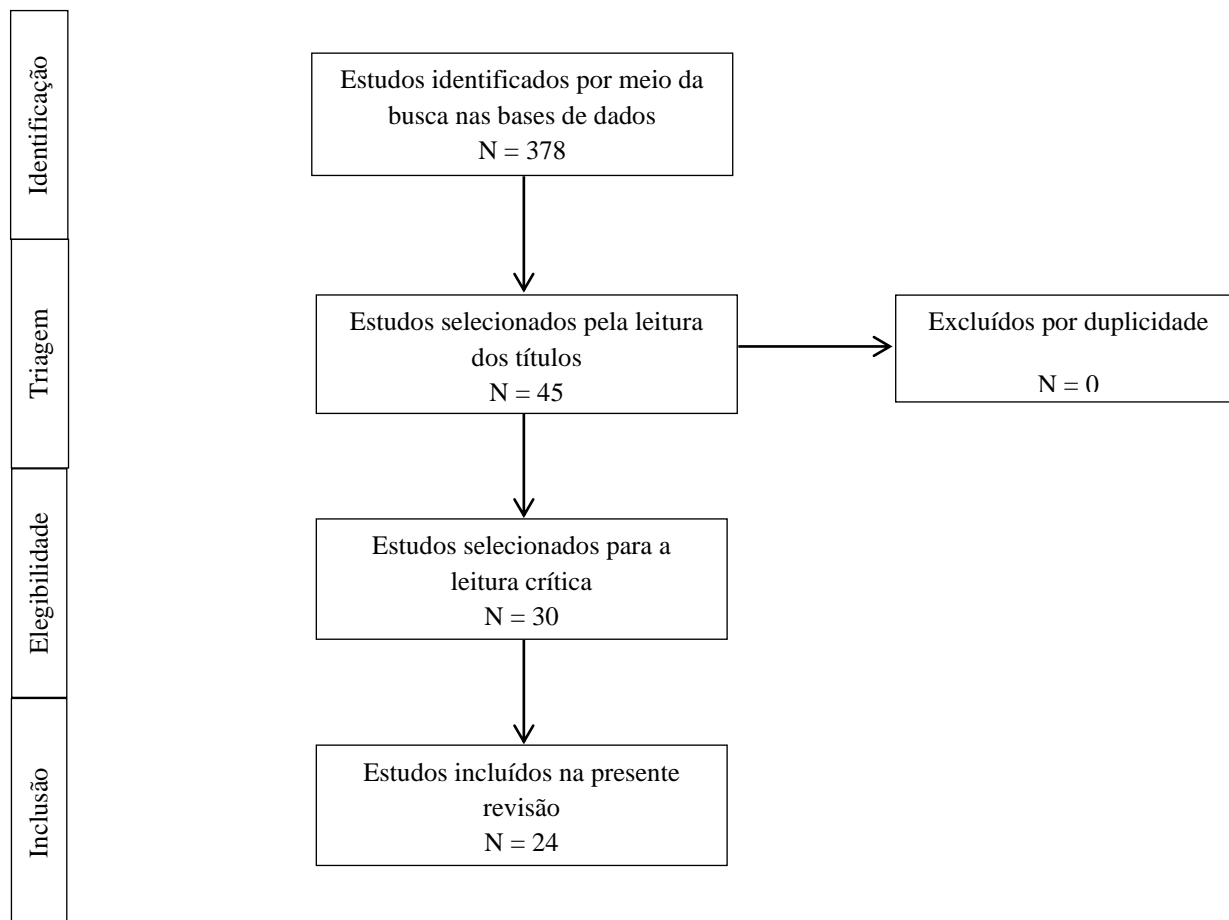 Identificação
Estudos identificados por meio da
busca nas bases de dados
N = 378
Triagem
Estudos selecionados pela leitura
dos títulos
N = 45
Excluídos por duplicidade
N = 0
Elegibilidade
Estudos selecionados para a
leitura crítica
N = 30
Inclusão
Estudos incluídos na presente
revisão
N = 24